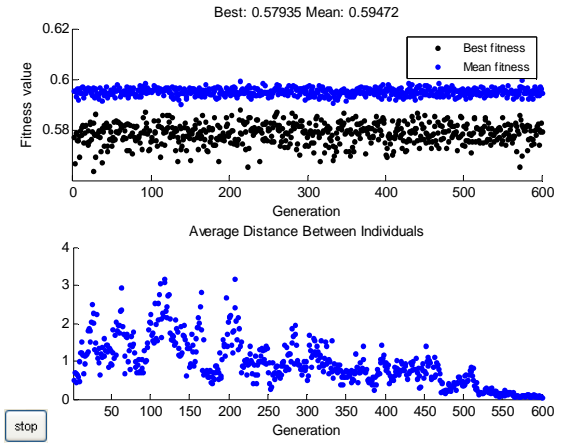 Best: 0.57935 Mean: 0.59472
0.62
0.6
0.58
Fitness value
Best fitness
Mean fitness
0 100 200 300 400 500 600
Generation
Average Distance Between Individuals
4
3
2
1
0
50 100 150 200 250 300 350 400 450 500 550 600
Generation
stop